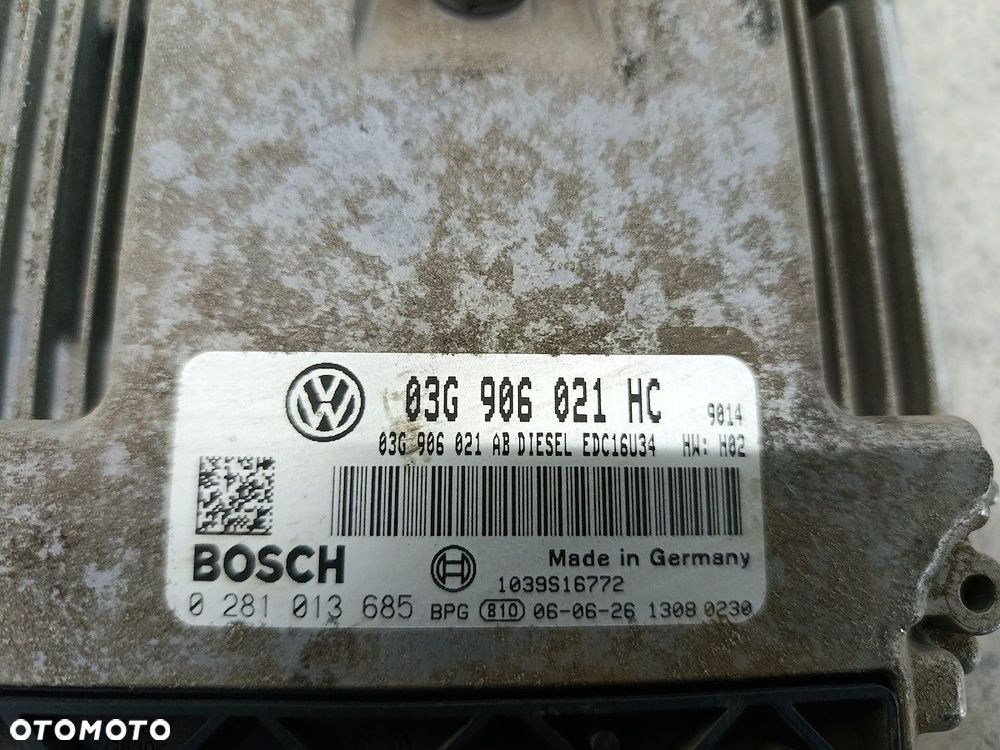 03G 906 021 HC 9014
03G 906 021 AB DIESEL EDC16U34 HW: H02
BOSCH Made in Germany
1039S16772
0 281 013 685 BPG 810 06-06-26 1308 0230
OTOMOTO